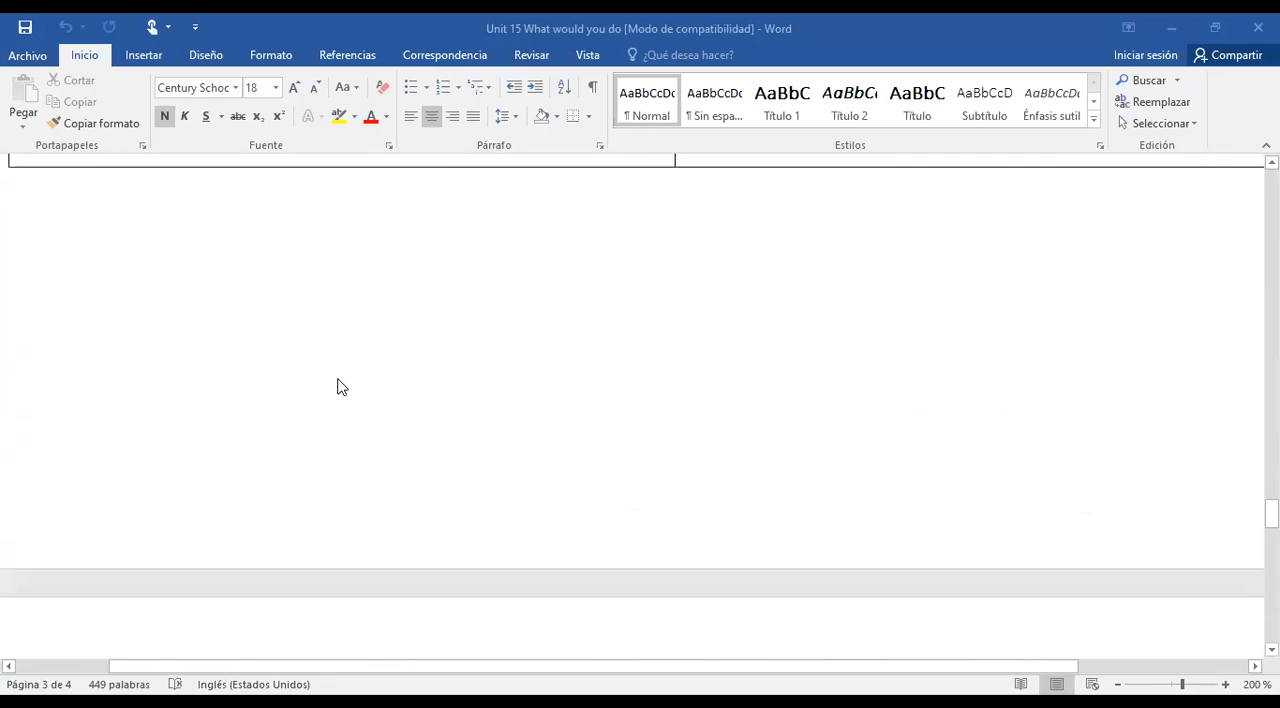 Unit 15 What would you do [Modo de compatibilidad] - Word
Archivo Inicio Insertar Diseño Formato Referencias Correspondencia Revisar Vista ¿Qué desea hacer? Iniciar sesión Compartir
Cortar
Copiar
Copiar formato
Pegar
Portapapeles
Century Schoc 18
Aa
N K S abc x₂ x²
A A
Fuente
Párrafo
AaBbCcDc AaBbCcDc AaBbC AaBbC AaBbC AaBbCcD AaBbCcDc
¶ Normal ¶ Sin espa... Título 1 Título 2 Título Subtítulo Énfasis sutil
Estilos
Buscar
Reemplazar
Seleccionar
Edición
Página 3 de 4 449 palabras Inglés (Estados Unidos) 200 %